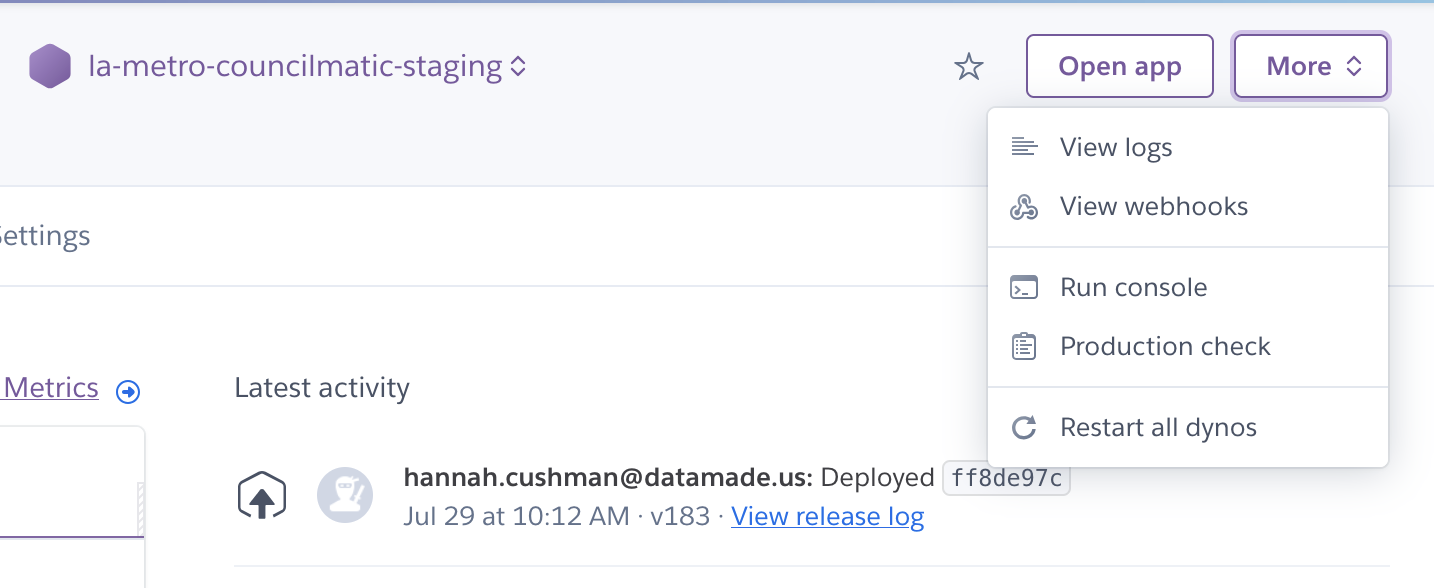 la-metro-councilmatic-staging
Open app
More
View logs
View webhooks
Settings
Run console
Production check
Metrics
Latest activity
Restart all dynos
hannah.cushman@datamade.us: Deployed ff8de97c
Jul 29 at 10:12 AM · v183 · View release log